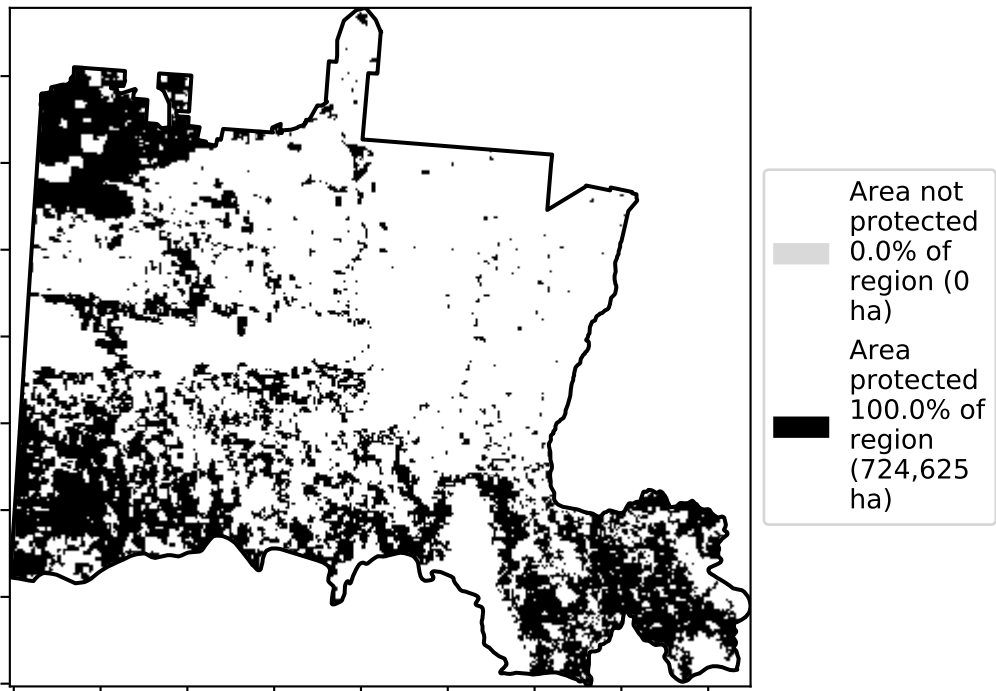 Area not
protected
0.0% of
region (0
ha)
Area
protected
100.0% of
region
(724,625
ha)